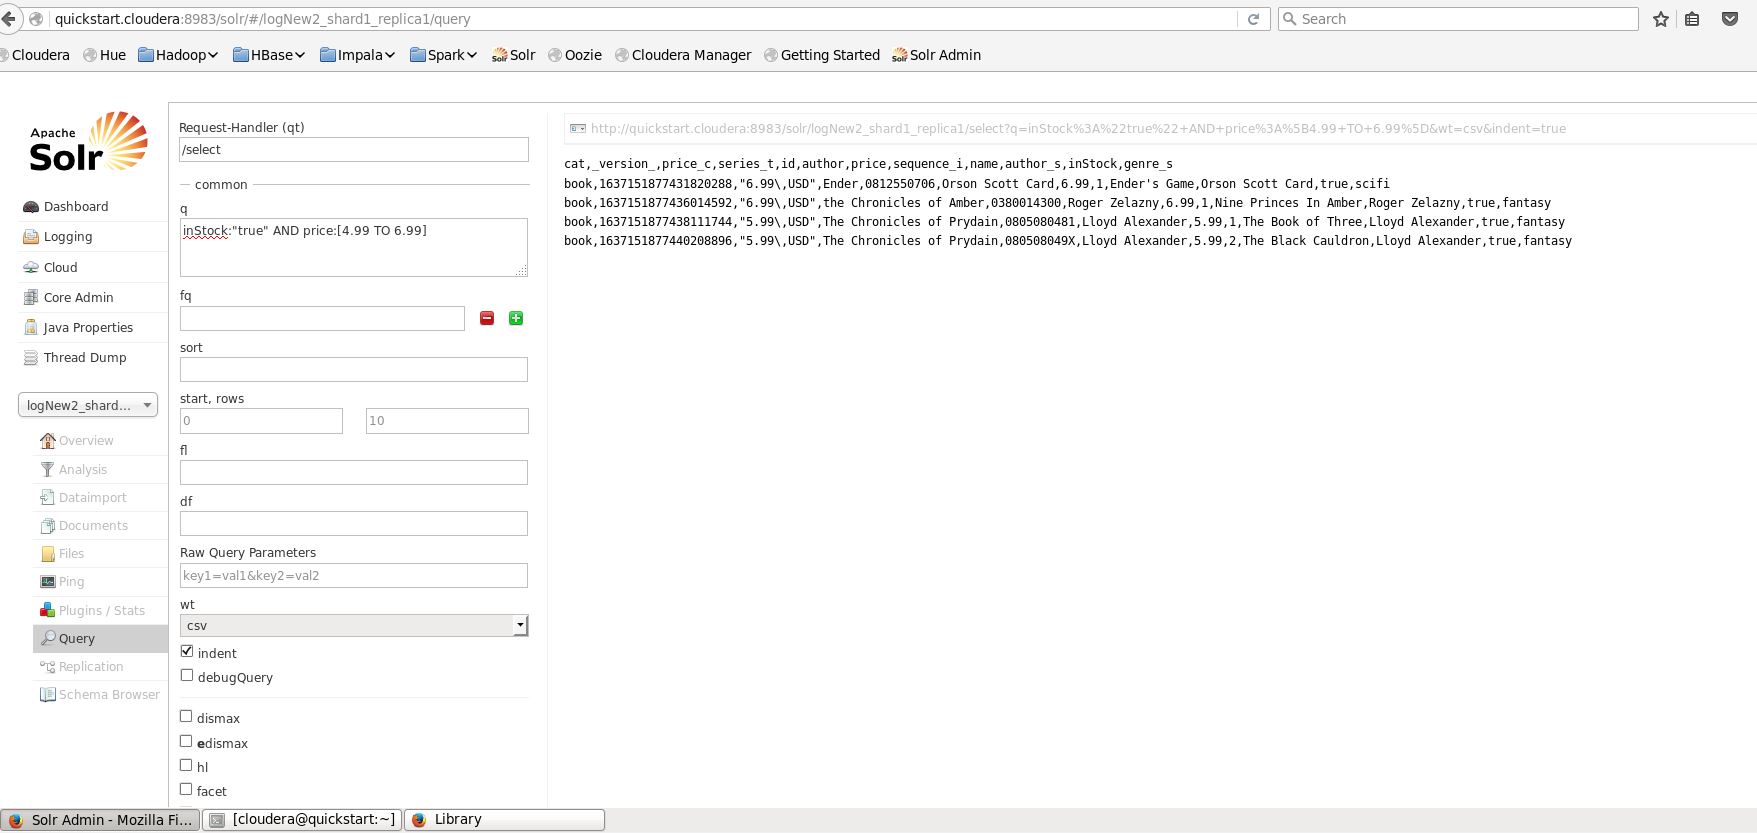 quickstart.cloudera:8983/solr/#/logNew2_shard1_replica1/query
Search
Cloudera Hue Hadoop HBase Impala Spark Solr Oozie Cloudera Manager Getting Started Solr Admin
Apache
Solr
Dashboard
Logging
Cloud
Core Admin
Java Properties
Thread Dump
logNew2_shard...
Overview
Analysis
Dataimport
Documents
Files
Ping
Plugins / Stats
Query
Replication
Schema Browser
Request-Handler (qt)
/select
common
q
inStock:"true" AND price:[4.99 TO 6.99]
fq
sort
start, rows
0 10
fl
df
Raw Query Parameters
key1=val1&key2=val2
wt
csv
indent
debugQuery
dismax
edismax
hl
facet
http://quickstart.cloudera:8983/solr/logNew2_shard1_replica1/select?q=inStock%3A%22true%22+AND+price%3A%5B4.99+TO+6.99%5D&wt=csv&indent=true
cat,_version_,price_c,series_t,id,author,price,sequence_i,name,author_s,inStock,genre_s
book,1637151877431820288,"6.99\,USD",Ender,0812550706,Orson Scott Card,6.99,1,Ender's Game,Orson Scott Card,true,scifi
book,1637151877436014592,"6.99\,USD",the Chronicles of Amber,0380014300,Roger Zelazny,6.99,1,Nine Princes In Amber,Roger Zelazny,true,fantasy
book,1637151877438111744,"5.99\,USD",The Chronicles of Prydain,0805080481,Lloyd Alexander,5.99,1,The Book of Three,Lloyd Alexander,true,fantasy
book,1637151877440208896,"5.99\,USD",The Chronicles of Prydain,080508049X,Lloyd Alexander,5.99,2,The Black Cauldron,Lloyd Alexander,true,fantasy
Solr Admin - Mozilla Fi... [cloudera@quickstart:~] Library